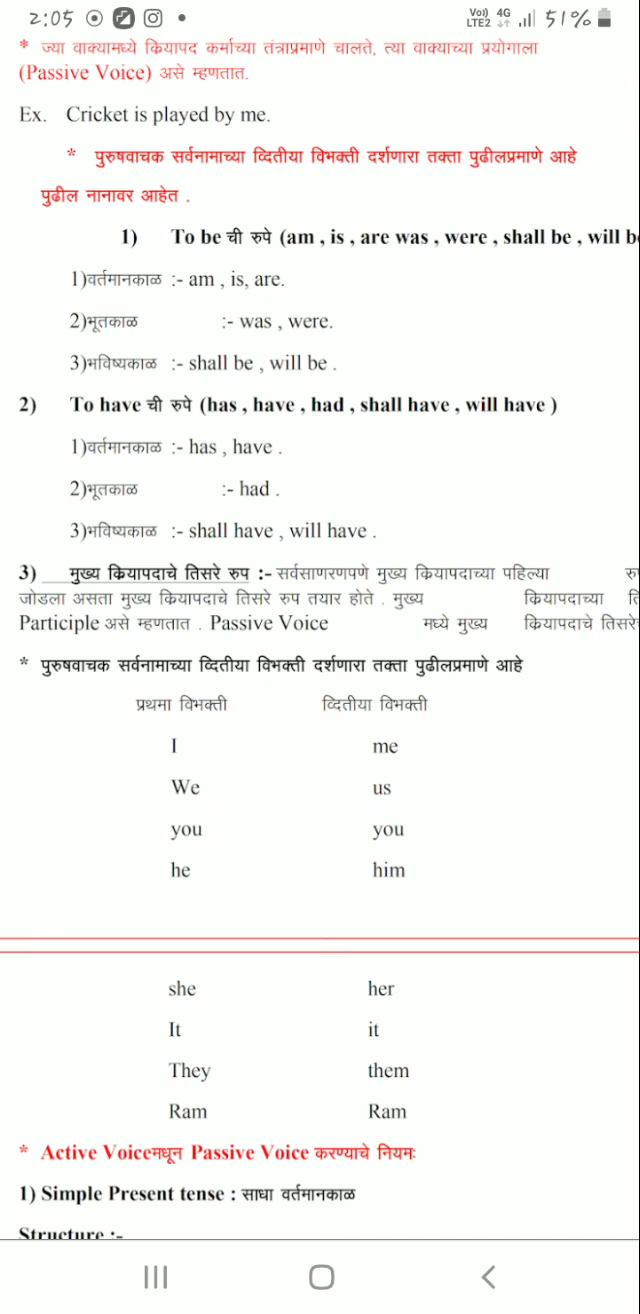 2:05
Vo)) 4G
LTE2 51%
* ज्या वाक्यामध्ये क्रियापद कर्माच्या तंत्राप्रमाणे चालते, त्या वाक्याच्या प्रयोगाला
(Passive Voice) असे म्हणतात.
Ex. Cricket is played by me.
* पुरुषवाचक सर्वनामाच्या व्दितीया विभक्ती दर्शणारा तक्ता पुढीलप्रमाणे आहे
पुढील नानावर आहेत .
1) To be ची रुपे (am , is , are was , were , shall be , will b
1)वर्तमानकाळ :- am , is, are.
2)भूतकाळ :- was , were.
3)भविष्यकाळ :- shall be , will be .
2) To have ची रुपे (has , have , had , shall have , will have )
1)वर्तमानकाळ :- has , have .
2)भूतकाळ :- had .
3)भविष्यकाळ :- shall have , will have .
3) मुख्य क्रियापदाचे तिसरे रुप :- सर्वसाणरणपणे मुख्य क्रियापदाच्या पहिल्या
जोडला असता मुख्य क्रियापदाचे तिसरे रुप तयार होते . मुख्य क्रियापदाच्या
Participle असे म्हणतात . Passive Voice मध्ये मुख्य क्रियापदाचे तिसरे
* पुरुषवाचक सर्वनामाच्या व्दितीया विभक्ती दर्शणारा तक्ता पुढीलप्रमाणे आहे
प्रथमा विभक्ती व्दितीया विभक्ती
I me
We us
you you
he him
she her
It it
They them
Ram Ram
* Active Voiceमधून Passive Voice करण्याचे नियमः
1) Simple Present tense : साधा वर्तमानकाळ
Structure :-